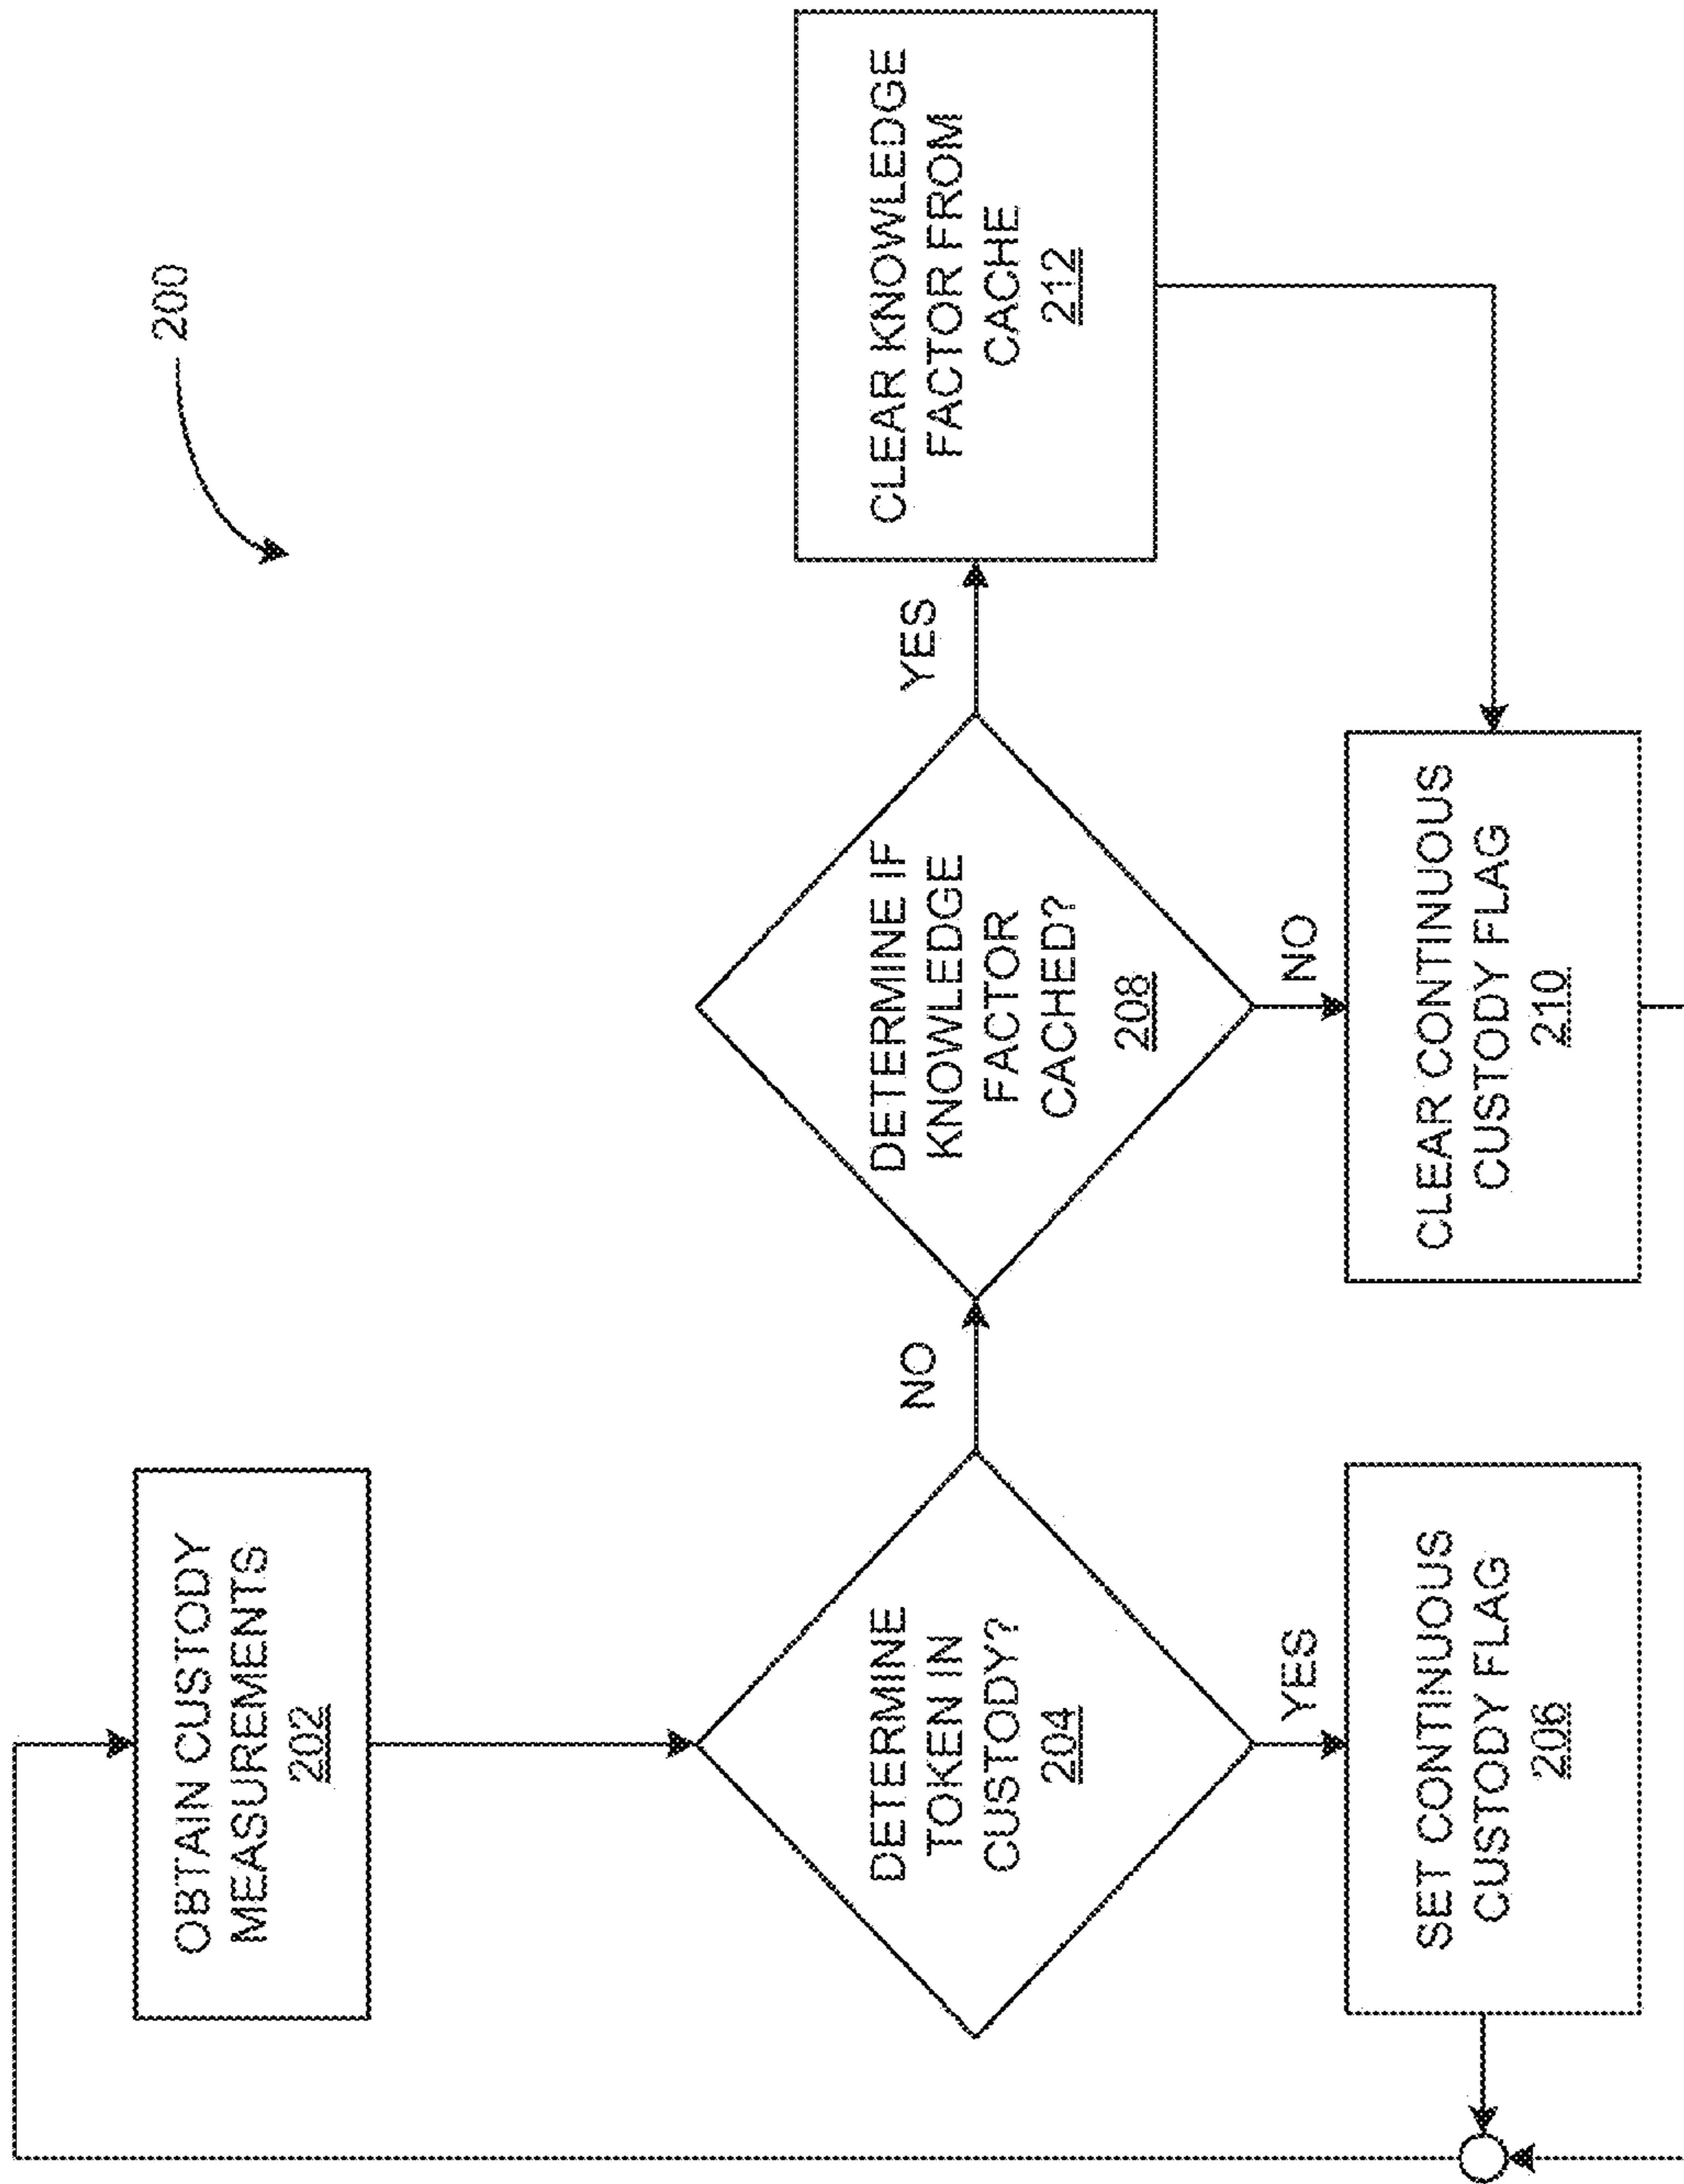 200
OBTAIN CUSTODY
MEASUREMENTS
202
DETERMINE
TOKEN IN
CUSTODY?
204
NO
YES
DETERMINE IF
KNOWLEDGE
FACTOR
CACHED?
208
YES
NO
CLEAR KNOWLEDGE
FACTOR FROM
CACHE
212
SET CONTINUOUS
CUSTODY FLAG
206
CLEAR CONTINUOUS
CUSTODY FLAG
210